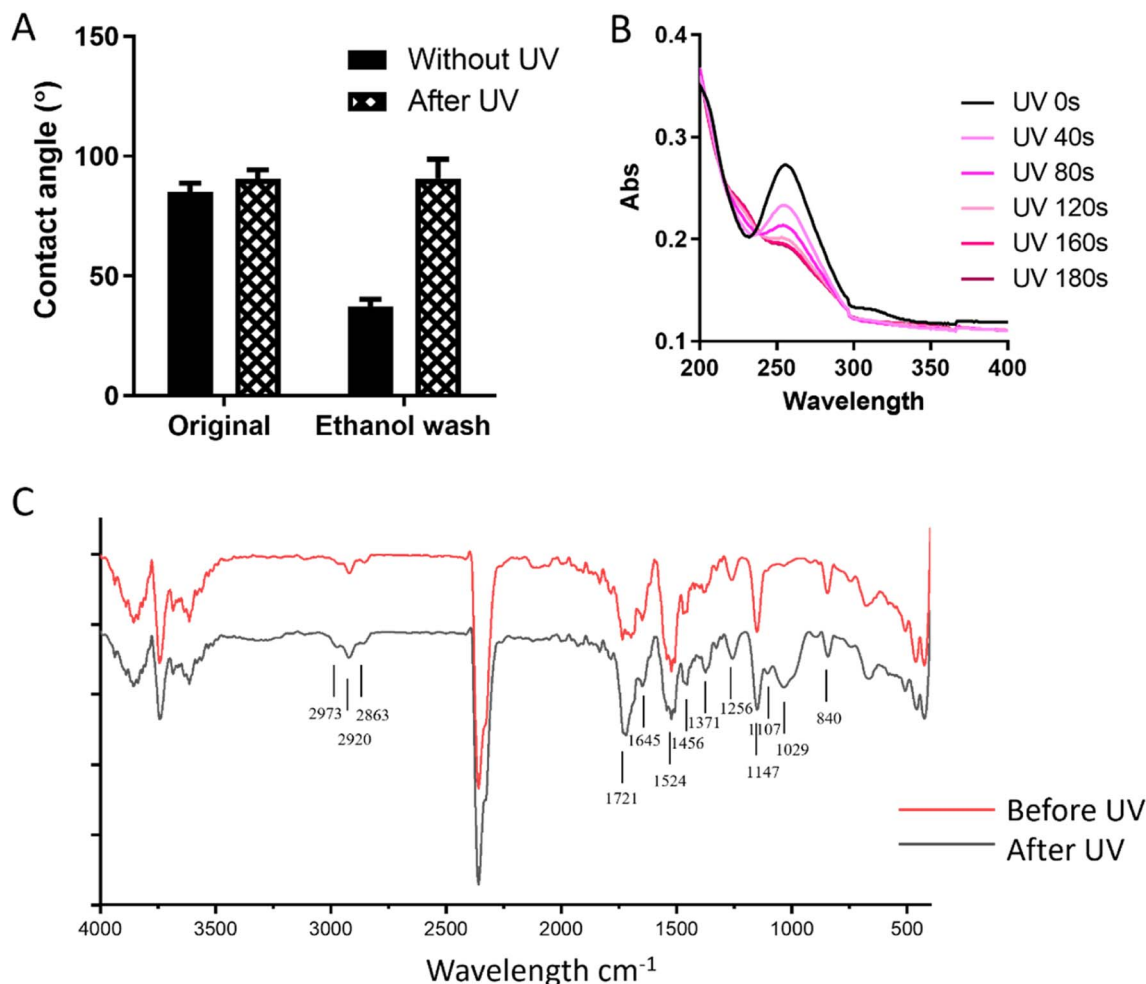 A
Contact angle (°)
150
100
50
0
Without UV
After UV
Original
Ethanol wash
B
Abs
0.4
0.3
0.2
0.1
200
250
300
350
400
Wavelength
UV 0s
UV 40s
UV 80s
UV 120s
UV 160s
UV 180s
C
2973
2920
2863
1721
1645
1524
1456
1371
1256
1147
1107
1029
840
4000
3500
3000
2500
2000
1500
1000
500
Wavelength cm⁻¹
Before UV
After UV